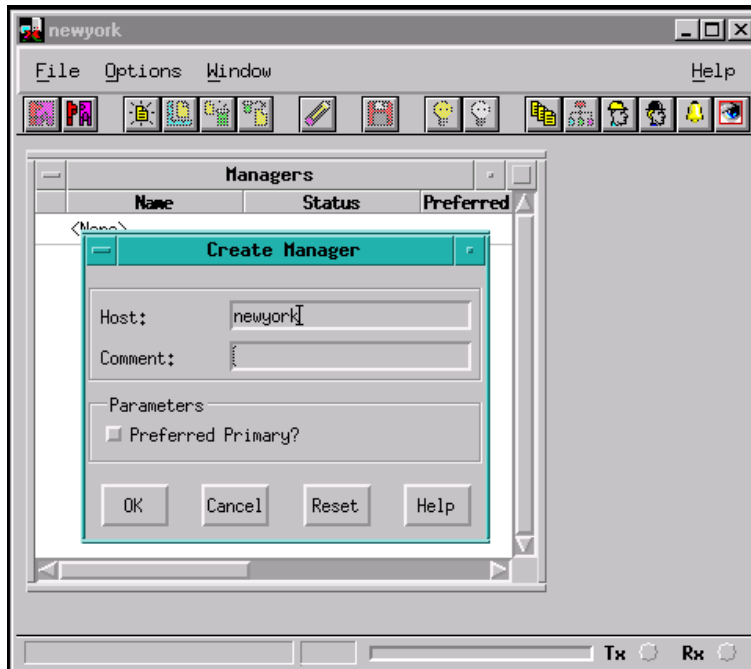 newyork
File Options Window Help
Managers
Name Status Preferred
<None>
Create Manager
Host: newyork
Comment:
Parameters
Preferred Primary?
OK Cancel Reset Help
Tx Rx